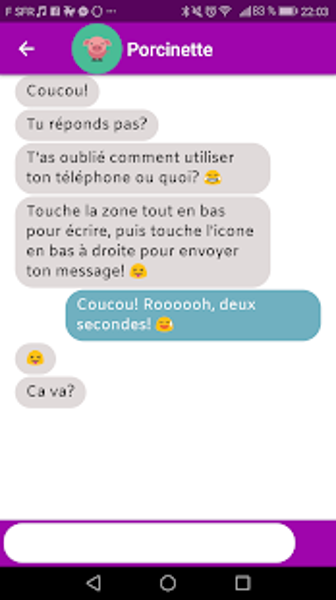 F SFR 83 % 22:03
Porcinette
Coucou!
Tu réponds pas?
T'as oublié comment utiliser
ton téléphone ou quoi? 😂
Touche la zone tout en bas
pour écrire, puis touche l'icone
en bas à droite pour envoyer
ton message! 😜
Coucou! Roooooh, deux
secondes! 😅
😜
Ca va?